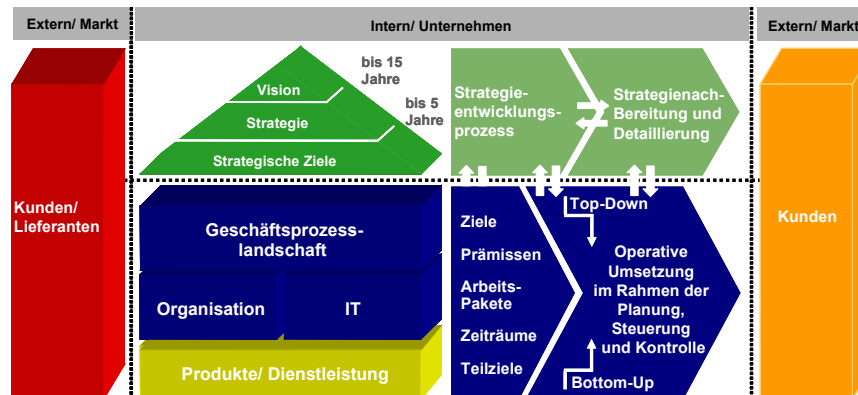 Extern/ Markt
Intern/ Unternehmen
Extern/ Markt
Kunden/
Lieferanten
Vision
Strategie
Strategische Ziele
bis 15
Jahre
bis 5
Jahre
Strategie-
entwicklungs-
prozess
Strategienach-
Bereitung und
Detaillierung
Geschäftsprozess-
landschaft
Organisation
IT
Produkte/ Dienstleistung
Ziele
Prämissen
Arbeits-
Pakete
Zeiträume
Teilziele
Top-Down
Operative
Umsetzung
im Rahmen der
Planung,
Steuerung
und Kontrolle
Bottom-Up
Kunden